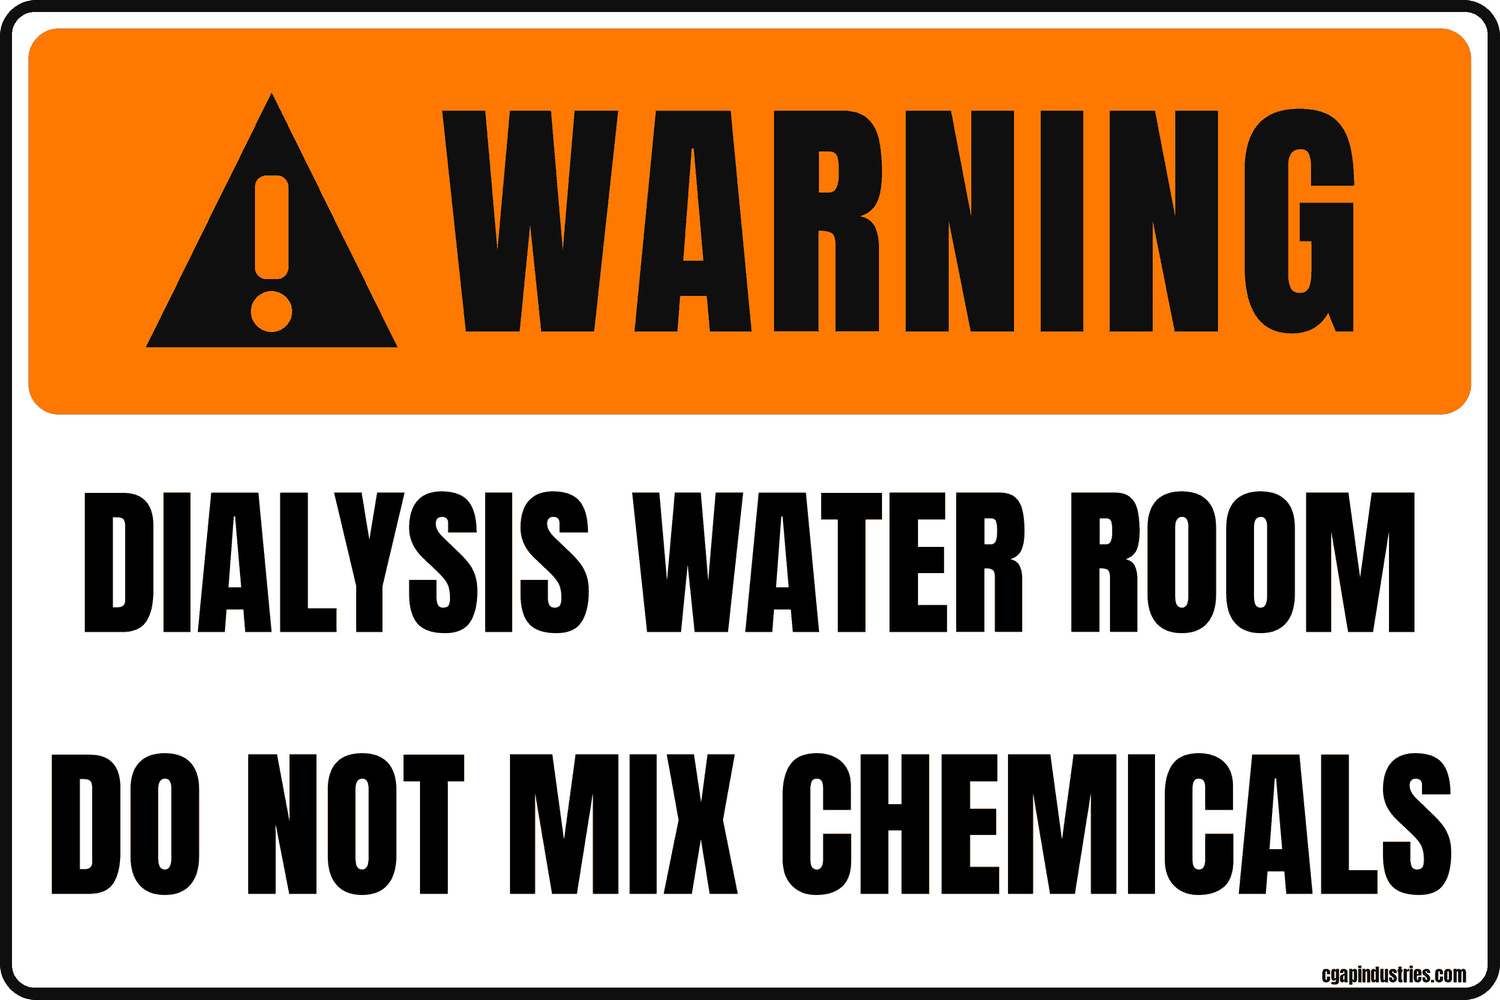 WARNING
DIALYSIS WATER ROOM
DO NOT MIX CHEMICALS
cgapindustries.com